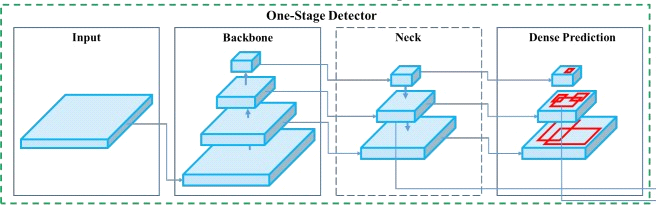 One-Stage Detector
Input
Backbone
Neck
Dense Prediction